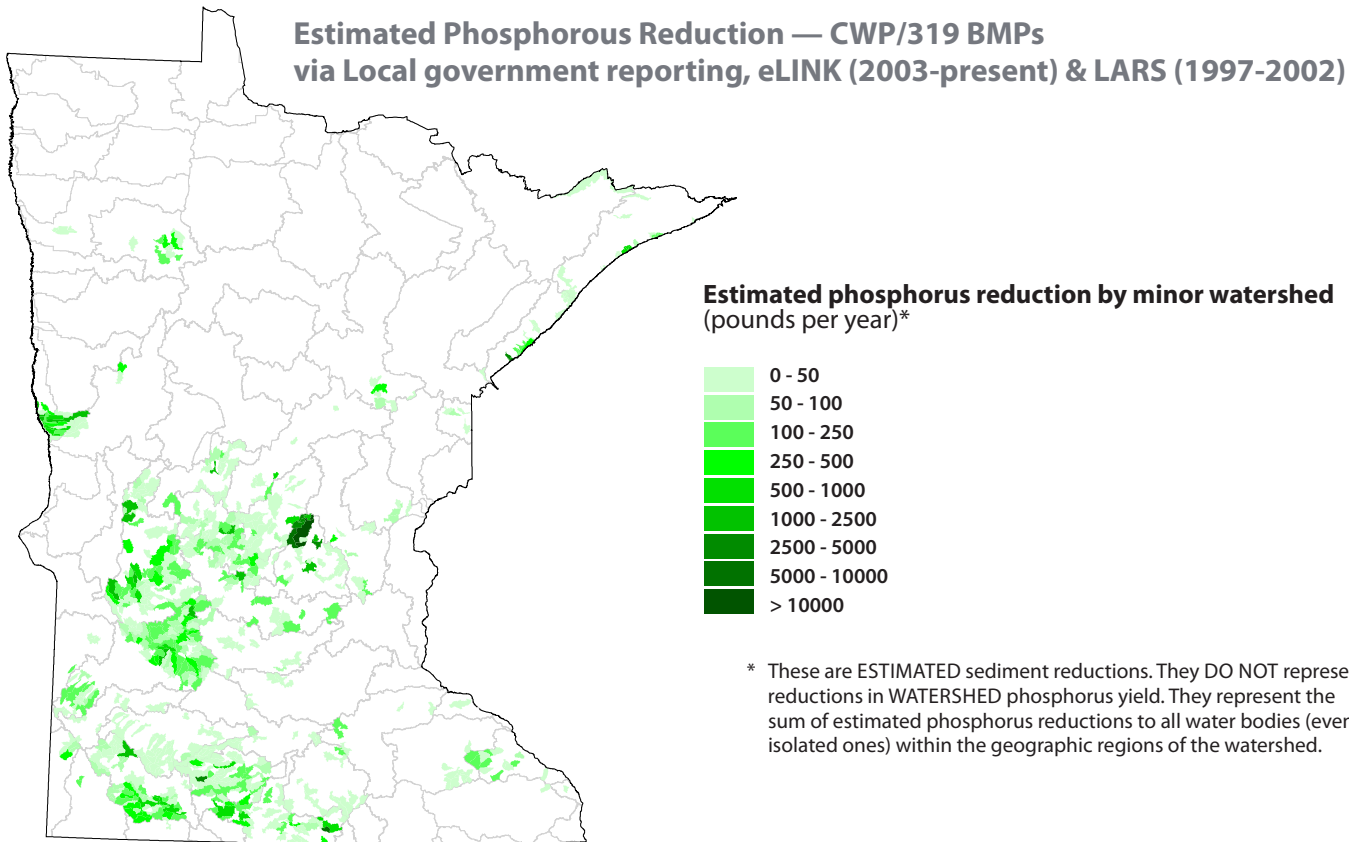 Estimated Phosphorous Reduction — CWP/319 BMPs
via Local government reporting, eLINK (2003-present) & LARS (1997-2002)
Estimated phosphorus reduction by minor watershed
(pounds per year)*
0 - 50
50 - 100
100 - 250
250 - 500
500 - 1000
1000 - 2500
2500 - 5000
5000 - 10000
> 10000
* These are ESTIMATED sediment reductions. They DO NOT represe
reductions in WATERSHED phosphorus yield. They represent the
sum of estimated phosphorus reductions to all water bodies (ever
isolated ones) within the geographic regions of the watershed.